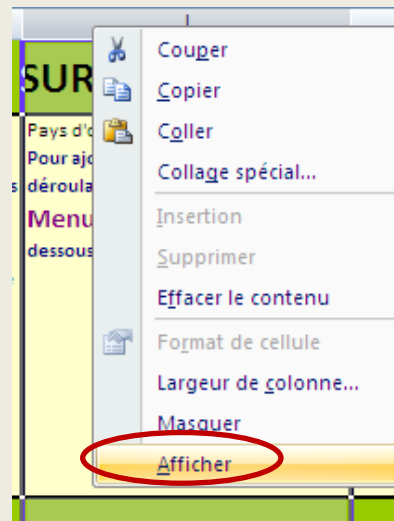 SUR
Pays d'o
Pour ajo
déroula
Menu
dessous
Couper
Copier
Coller
Collage spécial...
Insertion
Supprimer
Effacer le contenu
Format de cellule
Largeur de colonne...
Masquer
Afficher